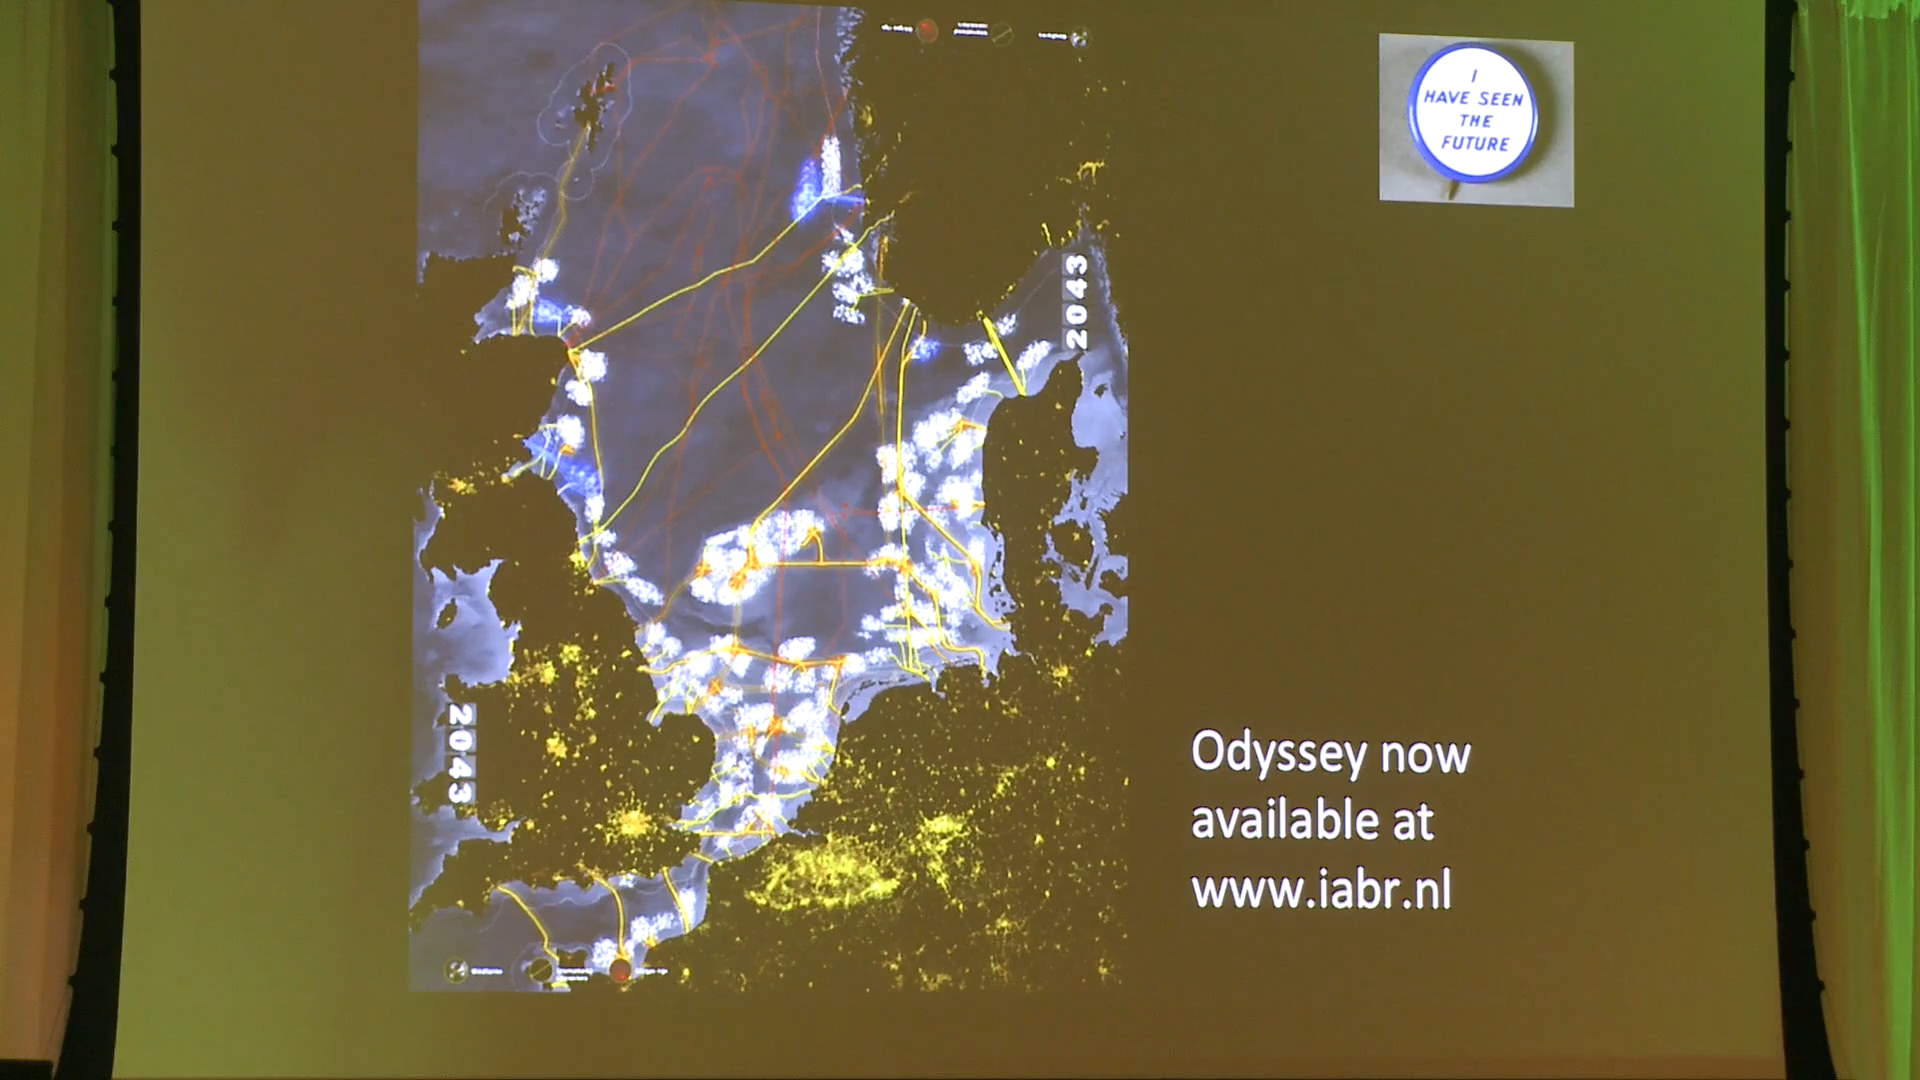 I
HAVE SEEN
THE
FUTURE
2043
2043
Odyssey now
available at
www.iabr.nl